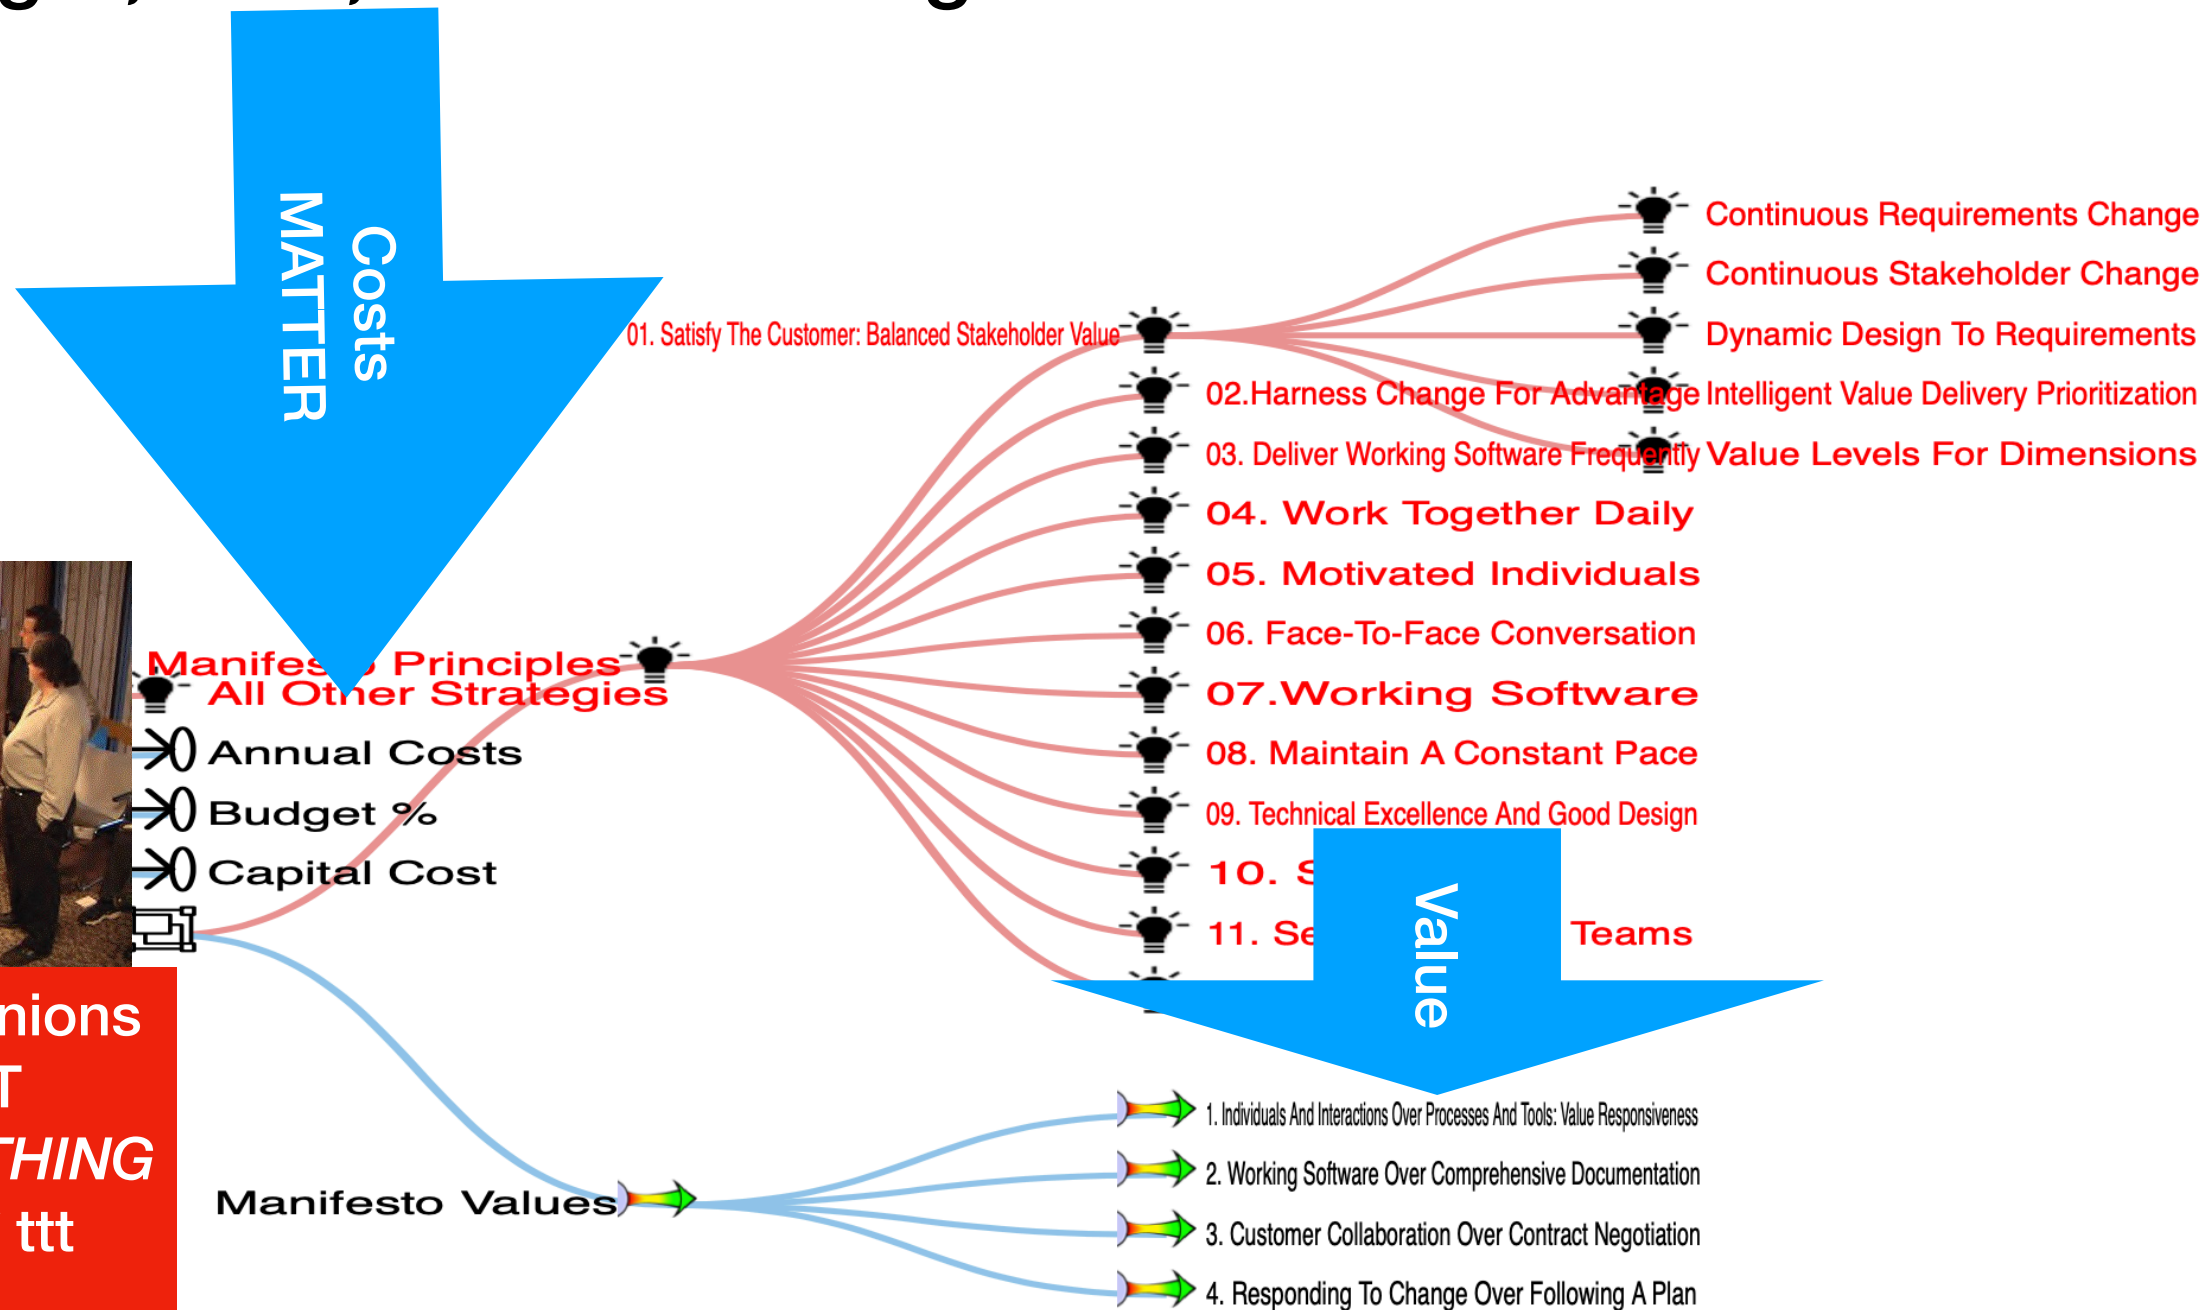 Costs
MATTER
Continuous Requirements Change
Continuous Stakeholder Change
01. Satisfy The Customer: Balanced Stakeholder Value
Dynamic Design To Requirements
02.Harness Change For Advantage
Intelligent Value Delivery Prioritization
03. Deliver Working Software Frequently
Value Levels For Dimensions
04. Work Together Daily
05. Motivated Individuals
06. Face-To-Face Conversation
Manifesto Principles
All Other Strategies
07.Working Software
Annual Costs
08. Maintain A Constant Pace
Budget %
09. Technical Excellence And Good Design
Capital Cost
10. S
11. Se Teams
Value
nions
T
THING
ttt
1. Individuals And Interactions Over Processes And Tools: Value Responsiveness
2. Working Software Over Comprehensive Documentation
Manifesto Values
3. Customer Collaboration Over Contract Negotiation
4. Responding To Change Over Following A Plan